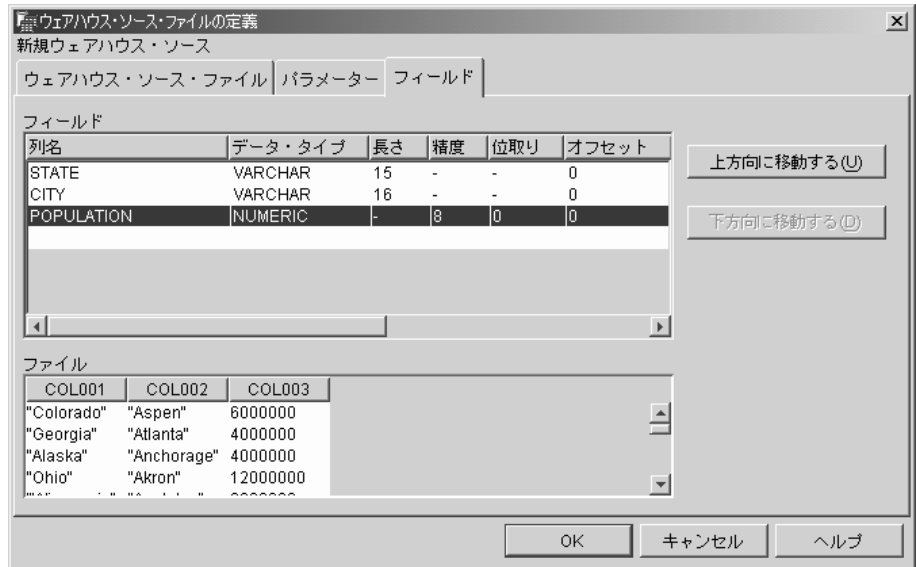 ウェアハウス・ソース・ファイルの定義
新規ウェアハウス・ソース
ウェアハウス・ソース・ファイル パラメーター フィールド
フィールド
列名 データ・タイプ 長さ 精度 位取り オフセット
STATE VARCHAR 15 - - 0
CITY VARCHAR 16 - - 0
POPULATION NUMERIC - 8 0 0
上方向に移動する(U)
下方向に移動する(D)
ファイル
COL001 COL002 COL003
"Colorado" "Aspen" 6000000
"Georgia" "Atlanta" 4000000
"Alaska" "Anchorage" 4000000
"Ohio" "Akron" 12000000
OK キャンセル ヘルプ